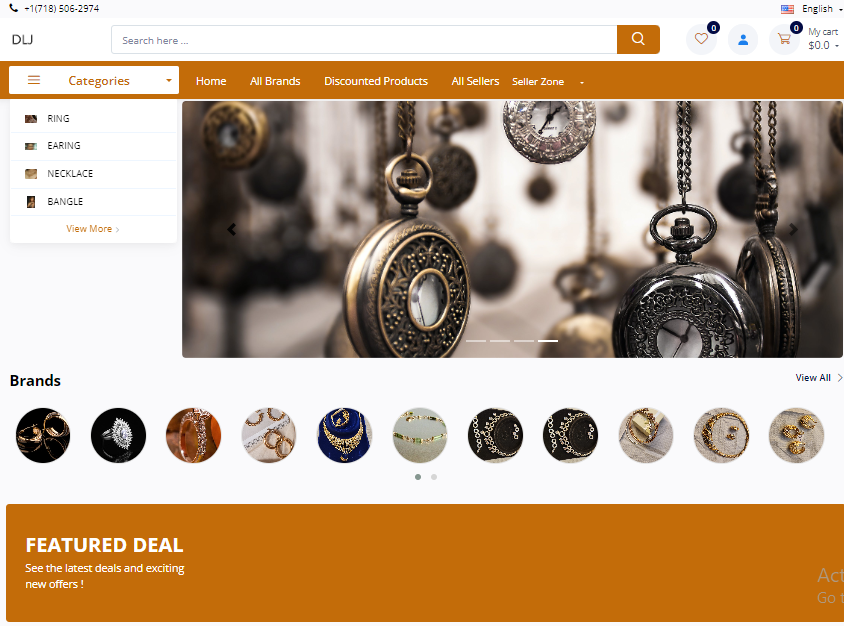 +1(718) 506-2974
English
DLJ
Search here ...
0
0
My cart
$0.0
Categories
Home
All Brands
Discounted Products
All Sellers
Seller Zone
RING
EARING
NECKLACE
BANGLE
View More
Brands
View All
FEATURED DEAL
See the latest deals and exciting
new offers !
Act
Go t